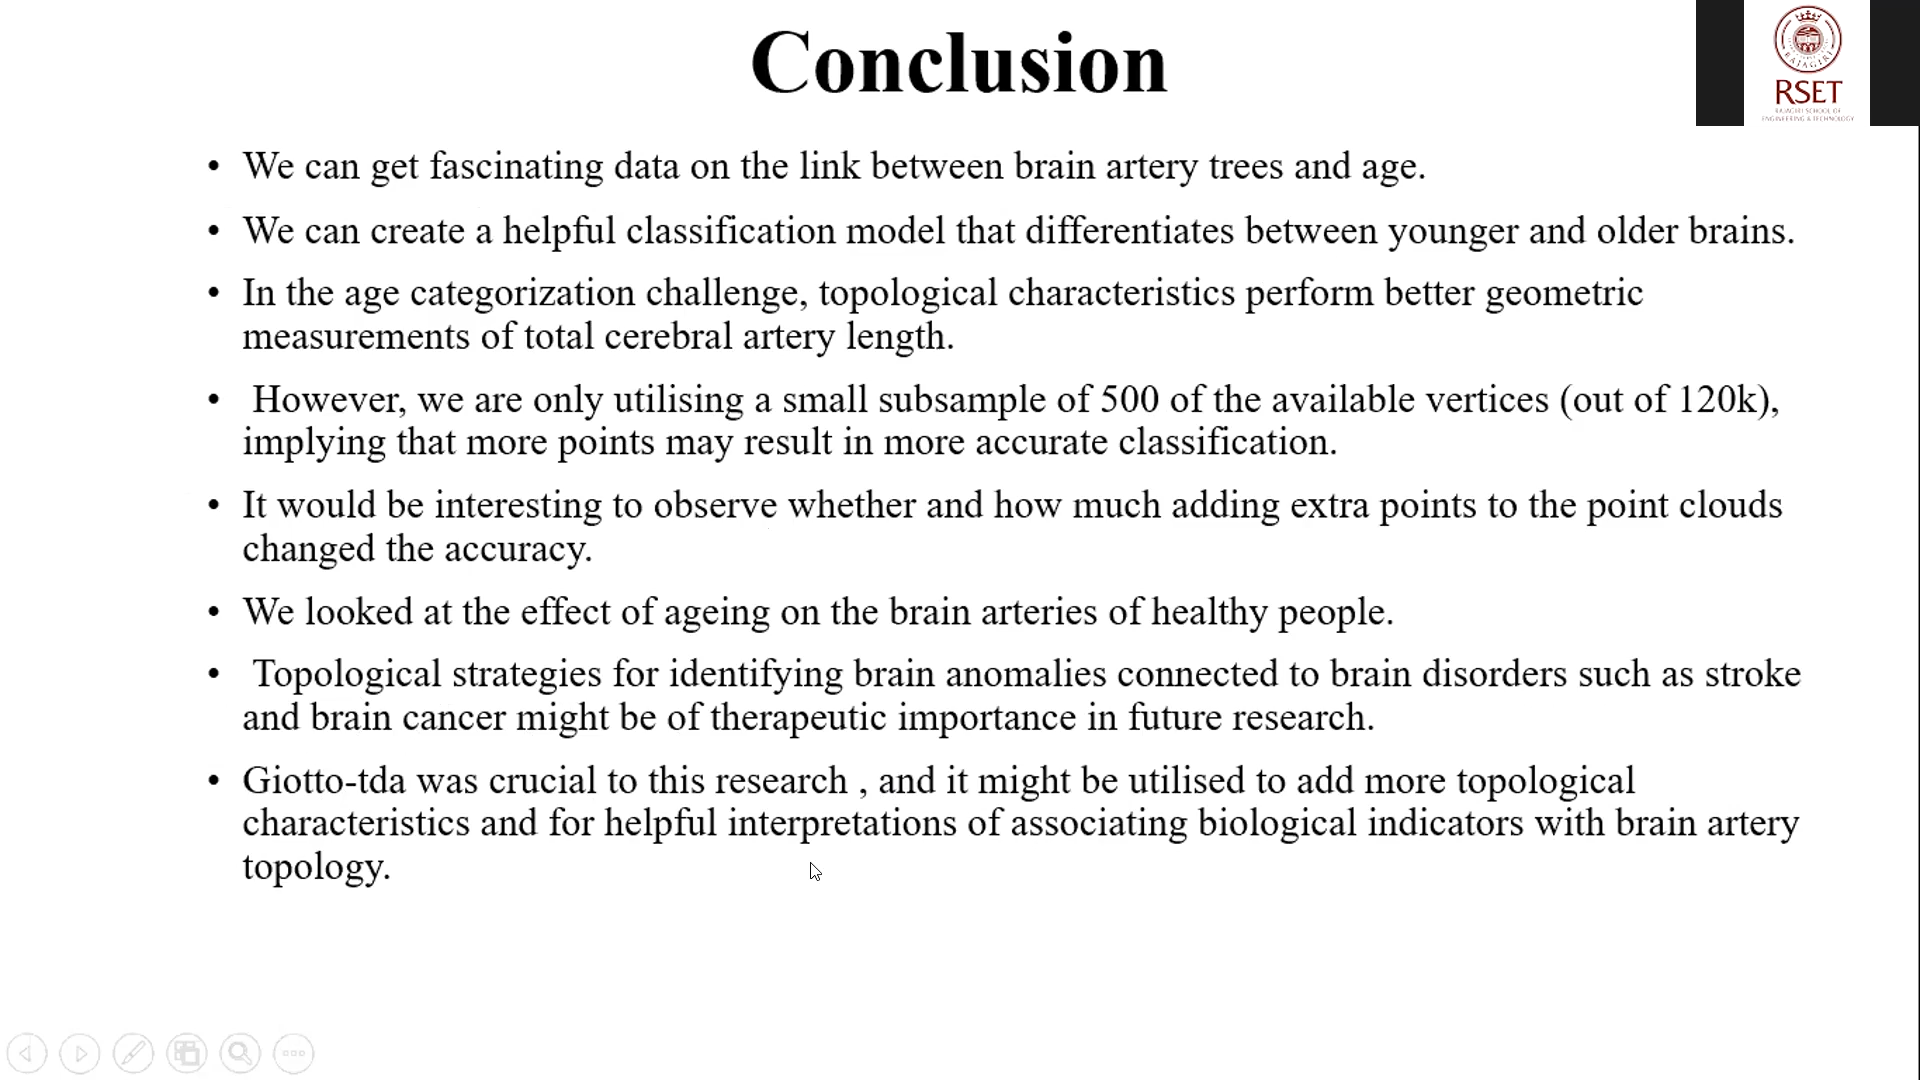 Conclusion
RAJAGIRI
RSET
RAJAGIRI SCHOOL OF
ENGINEERING & TECHNOLOGY
• We can get fascinating data on the link between brain artery trees and age.
• We can create a helpful classification model that differentiates between younger and older brains.
• In the age categorization challenge, topological characteristics perform better geometric
measurements of total cerebral artery length.
• However, we are only utilising a small subsample of 500 of the available vertices (out of 120k),
implying that more points may result in more accurate classification.
• It would be interesting to observe whether and how much adding extra points to the point clouds
changed the accuracy.
• We looked at the effect of ageing on the brain arteries of healthy people.
• Topological strategies for identifying brain anomalies connected to brain disorders such as stroke
and brain cancer might be of therapeutic importance in future research.
• Giotto-tda was crucial to this research , and it might be utilised to add more topological
characteristics and for helpful interpretations of associating biological indicators with brain artery
topology.